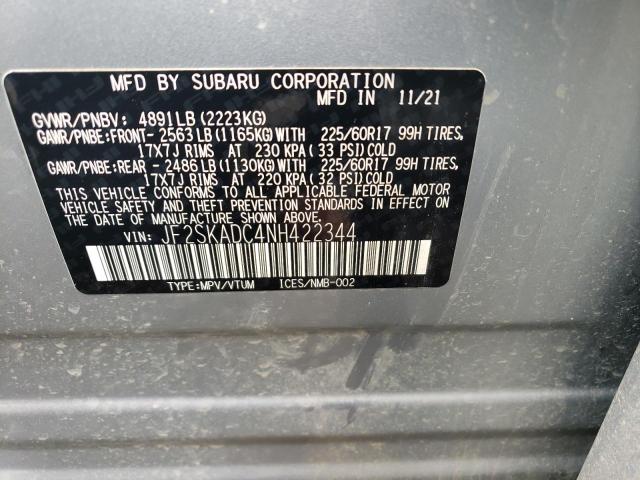 MFD BY SUBARU CORPORATION
MFD IN 11/21
GVWR/PNBV: 4891LB (2223KG)
GAWR/PNBE:FRONT- 2563LB (1165KG) WITH 225/60R17 99H TIRES,
17X7J RIMS AT 230 KPA (33 PSI) COLD
GAWR/PNBE:REAR - 2486LB (1130KG) WITH 225/60R17 99H TIRES,
17X7J RIMS AT 220 KPA (32 PSI) COLD
THIS VEHICLE CONFORMS TO ALL APPLICABLE FEDERAL MOTOR
VEHICLE SAFETY AND THEFT PREVENTION STANDARDS IN EFFECT
ON THE DATE OF MANUFACTURE SHOWN ABOVE.
VIN: JF2SKADC4NH422344
TYPE:MPV/VTUM ICES/NMB-002